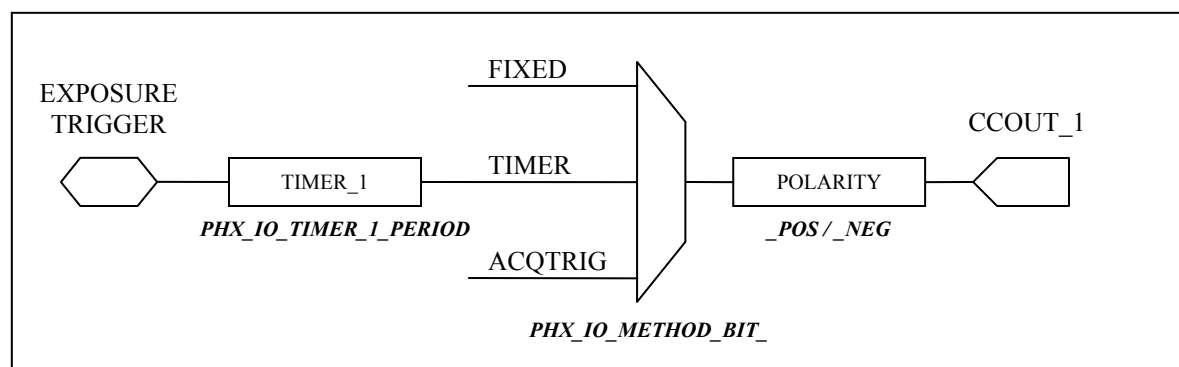 FIXED
EXPOSURE
TRIGGER
CCOUT_1
TIMER_1
TIMER
POLARITY
PHX_IO_TIMER_1_PERIOD
_POS / _NEG
ACQTRIG
PHX_IO_METHOD_BIT_